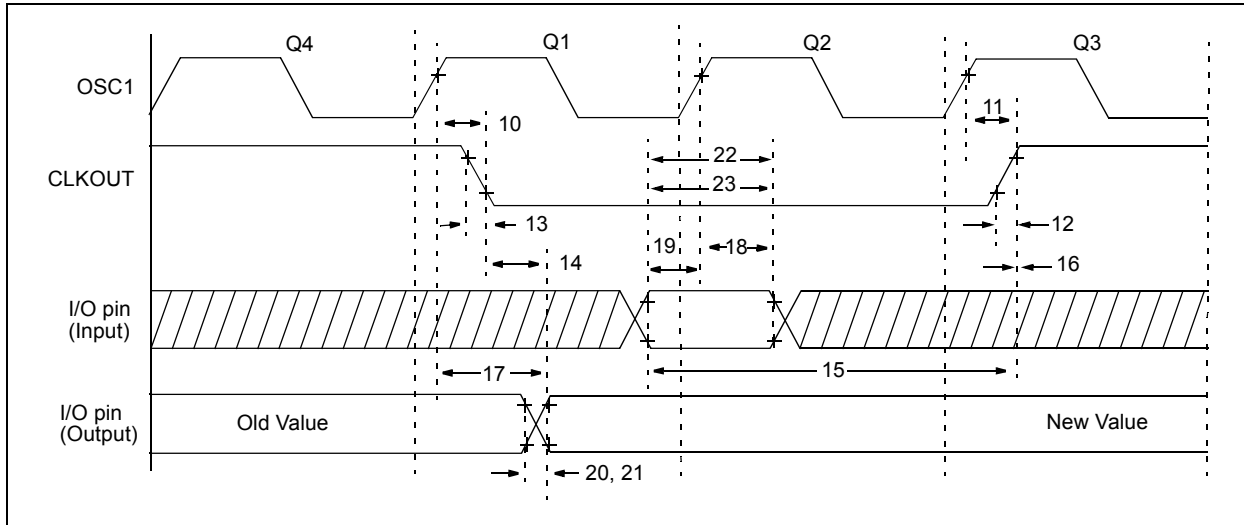 Q4
Q1
Q2
Q3
OSC1
10
11
22
CLKOUT
23
13
12
19
18
14
16
I/O pin
(Input)
17
15
I/O pin
(Output)
Old Value
New Value
20, 21